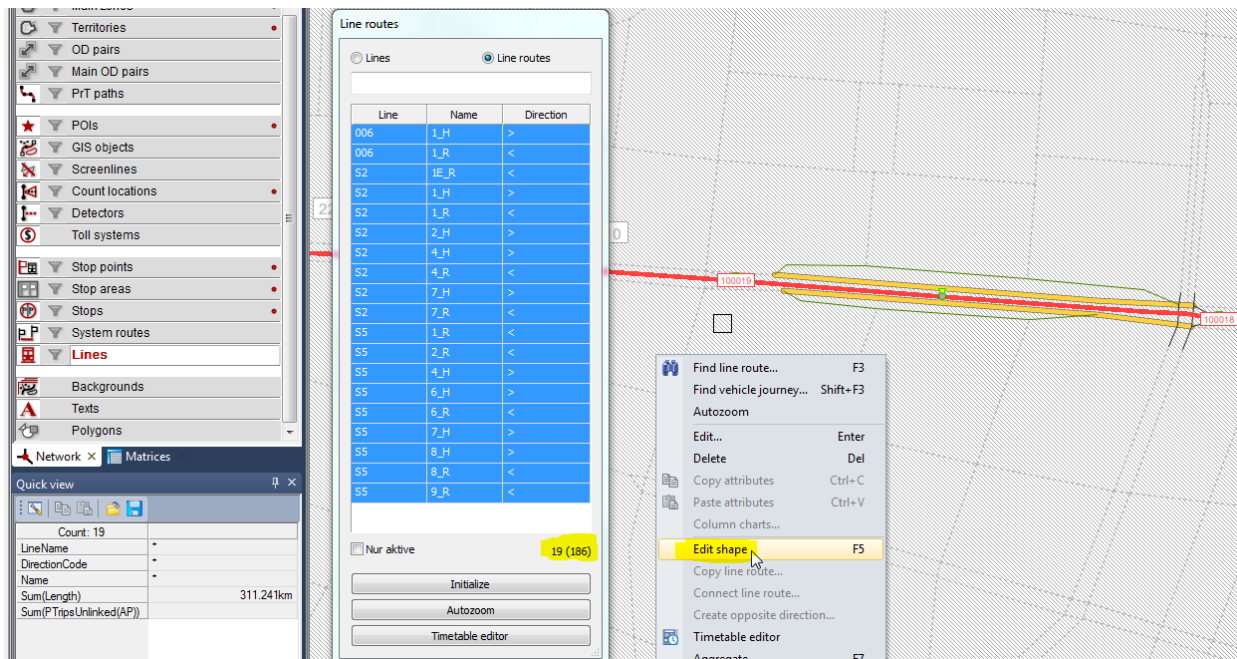 Main zones
Territories
OD pairs
Main OD pairs
PrT paths
POIs
GIS objects
Screenlines
Count locations
Detectors
Toll systems
Stop points
Stop areas
Stops
System routes
Lines
Backgrounds
Texts
Polygons
Network
Matrices
Quick view
Count: 19
LineName *
DirectionCode *
Name *
Sum(Length) 311.241km
Sum(PTripsUnlinked(AP))
Line routes
Lines Line routes
Line Name Direction
006 1_H >
006 1_R <
S2 1E_R <
S2 1_H >
S2 1_R <
S2 2_H >
S2 4_H >
S2 4_R <
S2 7_H >
S2 7_R <
S5 1_R <
S5 2_R <
S5 4_H >
S5 6_H >
S5 6_R <
S5 7_H >
S5 8_H >
S5 8_R <
S5 9_R <
Nur aktive 19 (186)
Initialize
Autozoom
Timetable editor
22
0
100019
100018
Find line route... F3
Find vehicle journey... Shift+F3
Autozoom
Edit... Enter
Delete Del
Copy attributes Ctrl+C
Paste attributes Ctrl+V
Column charts...
Edit shape F5
Copy line route...
Connect line route...
Create opposite direction...
Timetable editor
Aggregate F7